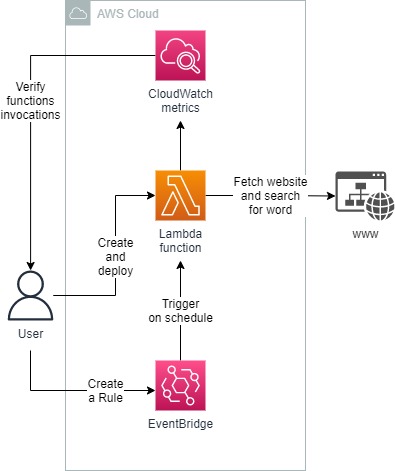 AWS Cloud
Verify
functions
invocations
CloudWatch
metrics
Fetch website
and search
for word
Lambda
function
www
Create
and
deploy
Trigger
on schedule
User
Create
a Rule
EventBridge